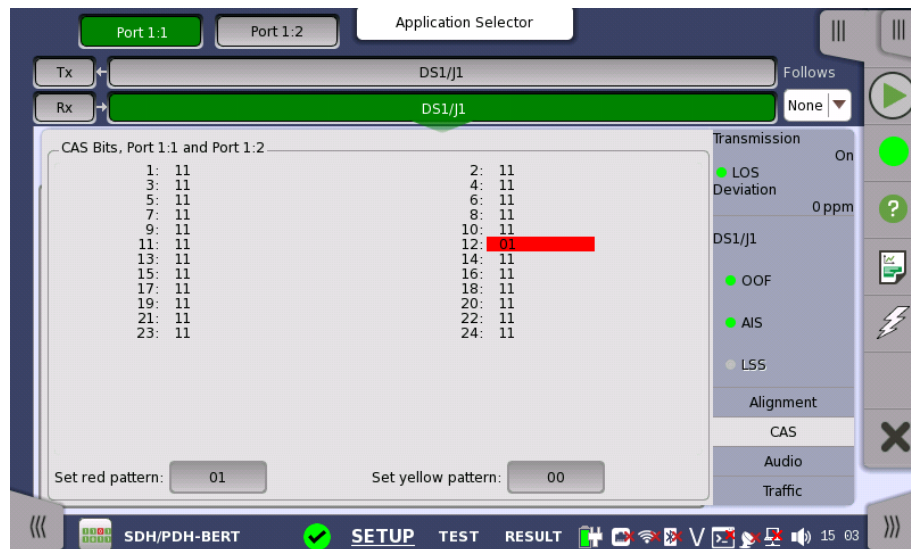 Application Selector
Port 1:1 Port 1:2
Tx DS1/J1 Follows
Rx DS1/J1 None
CAS Bits, Port 1:1 and Port 1:2 Transmission
On
1: 11 2: 11 LOS
3: 11 4: 11 Deviation
5: 11 6: 11
7: 11 8: 11 0 ppm
9: 11 10: 11
11: 11 12: 01 DS1/J1
13: 11 14: 11
15: 11 16: 11
17: 11 18: 11 OOF
19: 11 20: 11
21: 11 22: 11 AIS
23: 11 24: 11
LSS
Alignment
CAS
Audio
Set red pattern: 01 Set yellow pattern: 00
Traffic
SDH/PDH-BERT SETUP TEST RESULT V 15 03